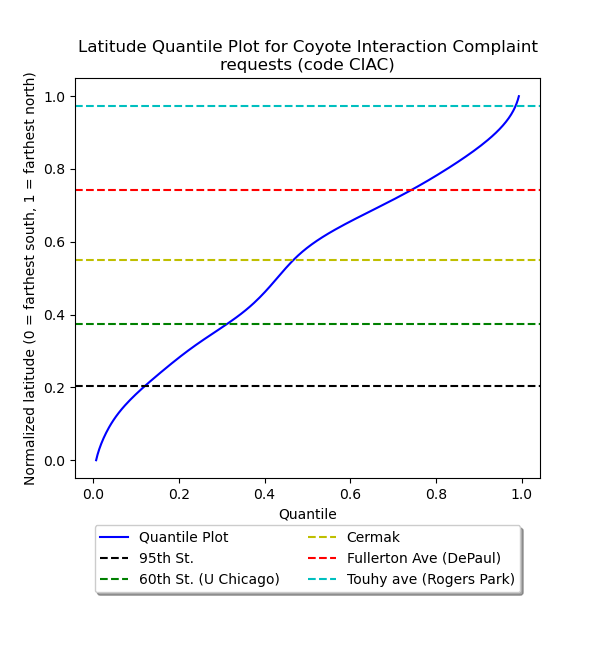 Latitude Quantile Plot for Coyote Interaction Complaint
requests (code CIAC)
Normalized latitude (0 = farthest south, 1 = farthest north)
1.0
0.8
0.6
0.4
0.2
0.0
0.0 0.2 0.4 0.6 0.8 1.0
Quantile
Quantile Plot
95th St.
60th St. (U Chicago)
Cermak
Fullerton Ave (DePaul)
Touhy ave (Rogers Park)